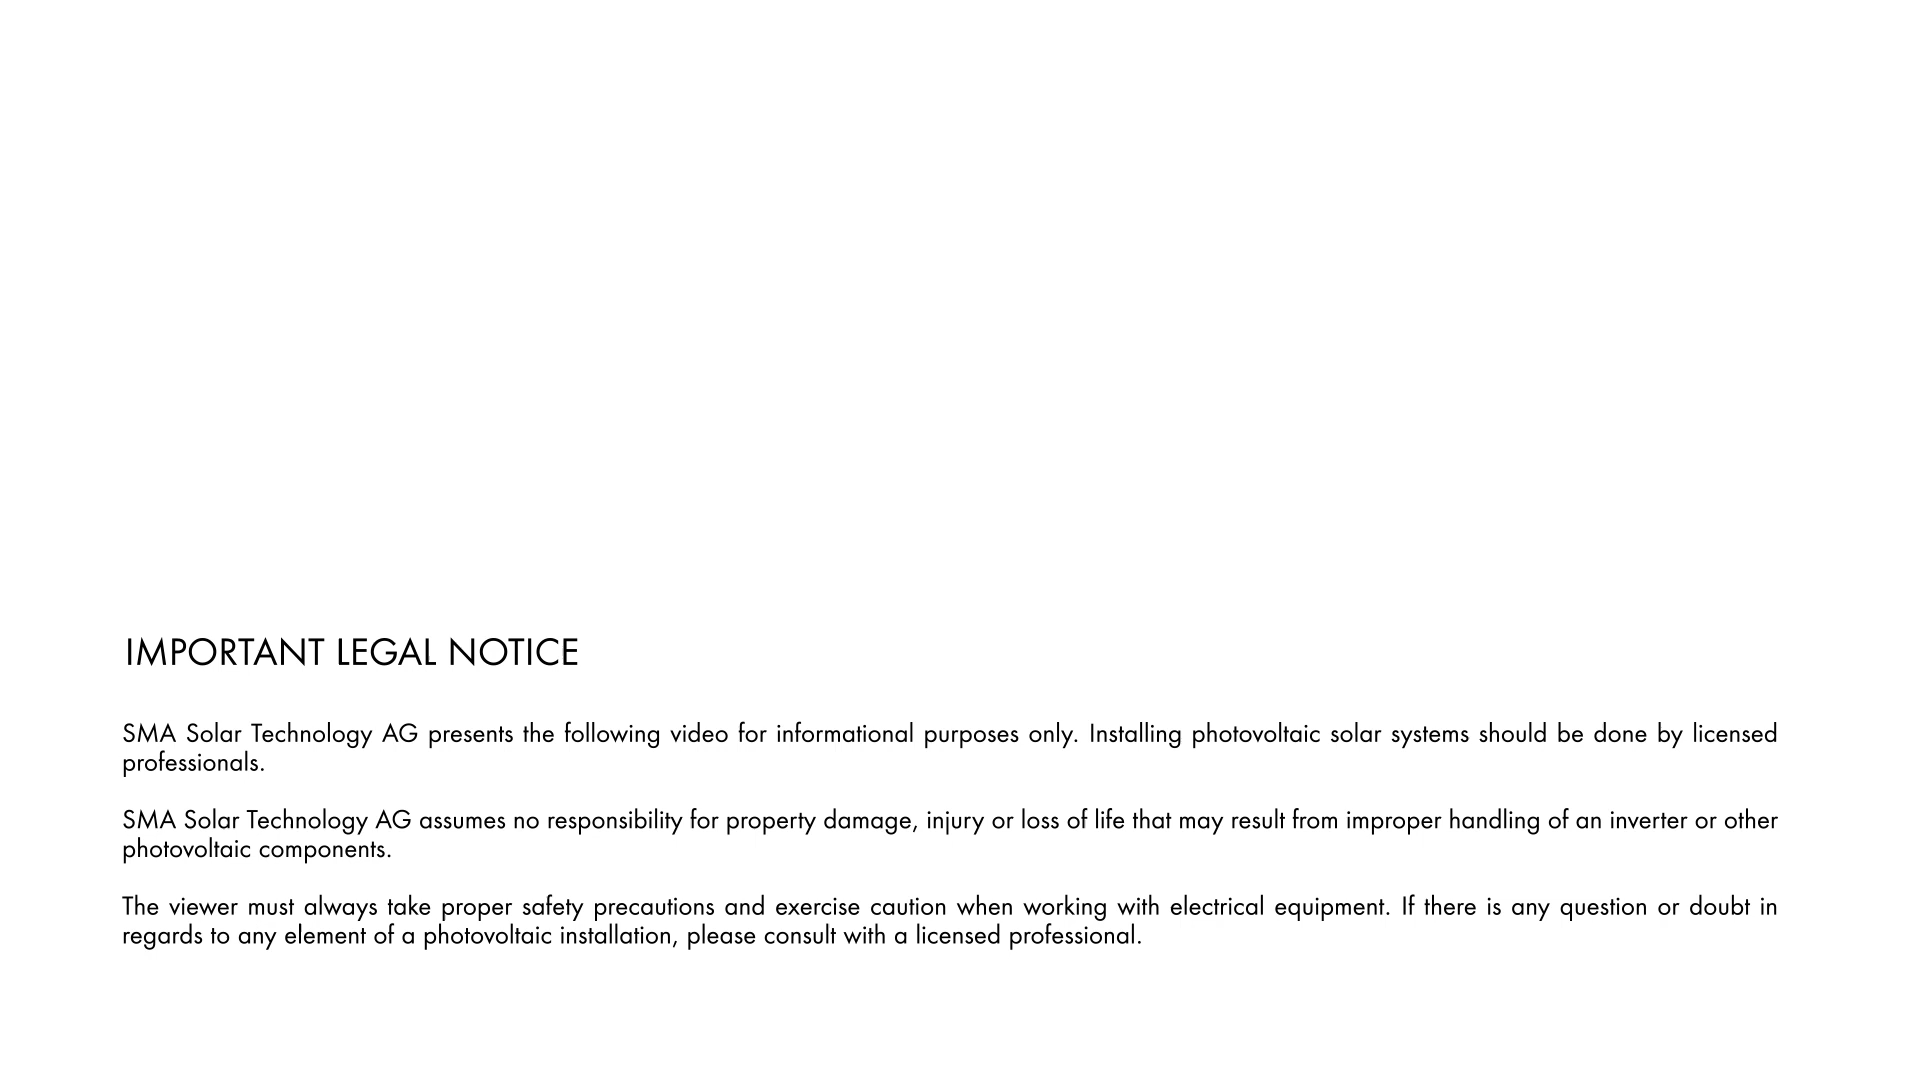 IMPORTANT LEGAL NOTICE
SMA Solar Technology AG presents the following video for informational purposes only. Installing photovoltaic solar systems should be done by licensed
professionals.
SMA Solar Technology AG assumes no responsibility for property damage, injury or loss of life that may result from improper handling of an inverter or other
photovoltaic components.
The viewer must always take proper safety precautions and exercise caution when working with electrical equipment. If there is any question or doubt in
regards to any element of a photovoltaic installation, please consult with a licensed professional.